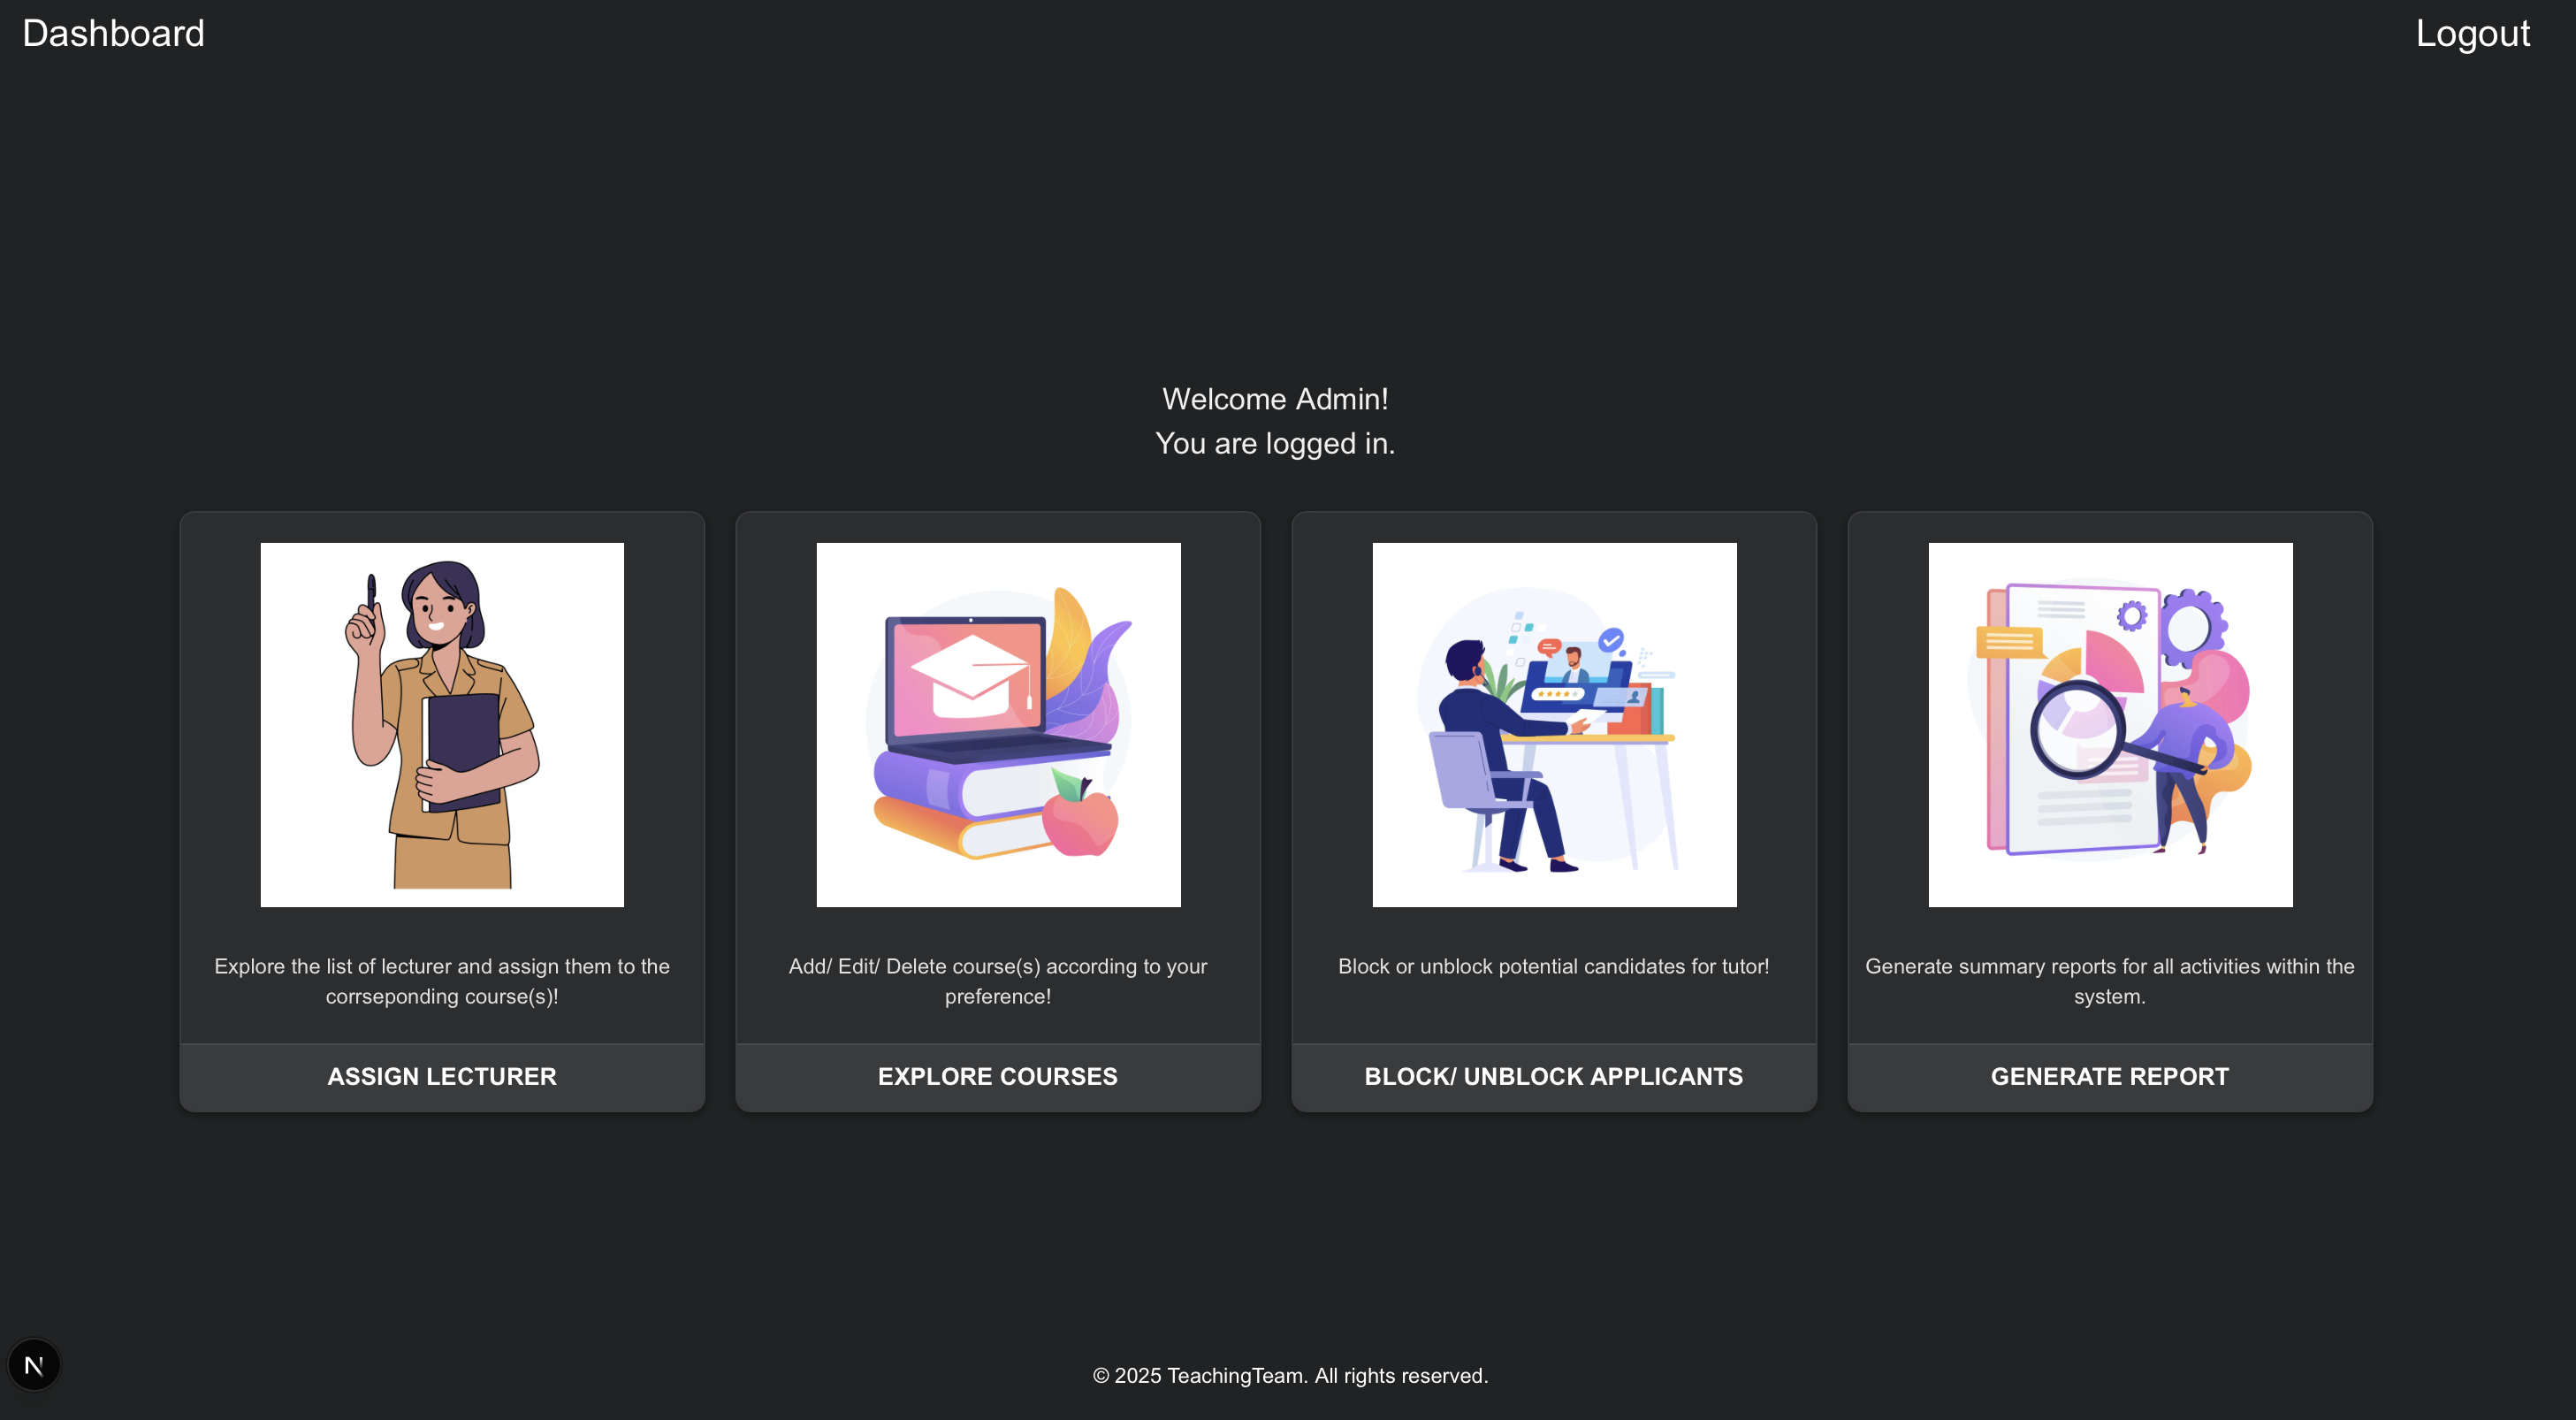 Dashboard
Logout
Welcome Admin!
You are logged in.
Explore the list of lecturer and assign them to the
corrseponding course(s)!
ASSIGN LECTURER
Add/ Edit/ Delete course(s) according to your
preference!
EXPLORE COURSES
Block or unblock potential candidates for tutor!
BLOCK/ UNBLOCK APPLICANTS
Generate summary reports for all activities within the
system.
GENERATE REPORT
N
© 2025 TeachingTeam. All rights reserved.